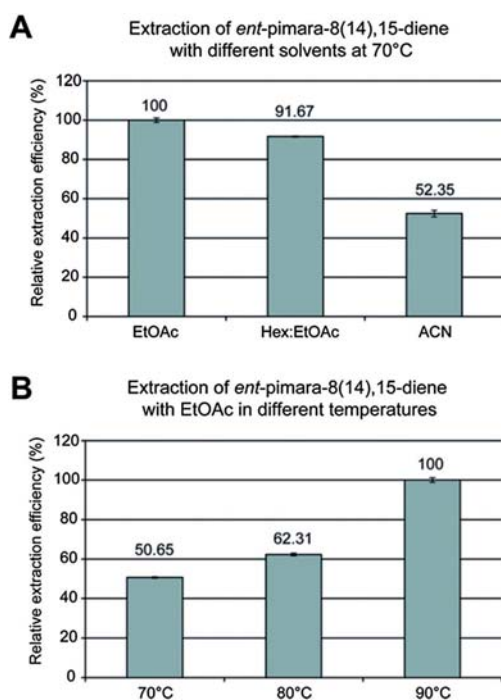 A
Extraction of ent-pimara-8(14),15-diene
with different solvents at 70°C
Relative extraction efficiency (%)
120
100
80
60
40
20
0
100
91.67
52.35
EtOAc
Hex:EtOAc
ACN
B
Extraction of ent-pimara-8(14),15-diene
with EtOAc in different temperatures
Relative extraction efficiency (%)
120
100
80
60
40
20
0
50.65
62.31
100
70°C
80°C
90°C